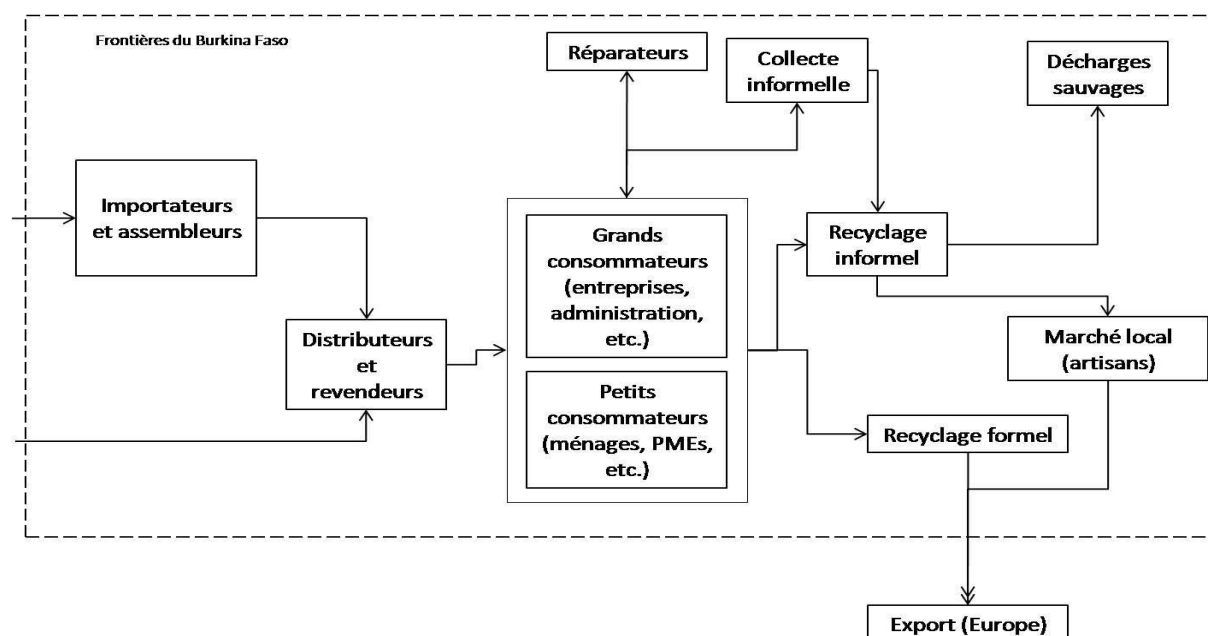 Frontières du Burkina Faso
Réparateurs
Collecte
informelle
Décharges
sauvages
Importateurs
et assembleurs
Grands
consommateurs
(entreprises,
administration,
etc.)
Recyclage
informel
Distributeurs
et
revendeurs
Marché local
(artisans)
Petits
consommateurs
(ménages, PMEs,
etc.)
Recyclage formel
Export (Europe)